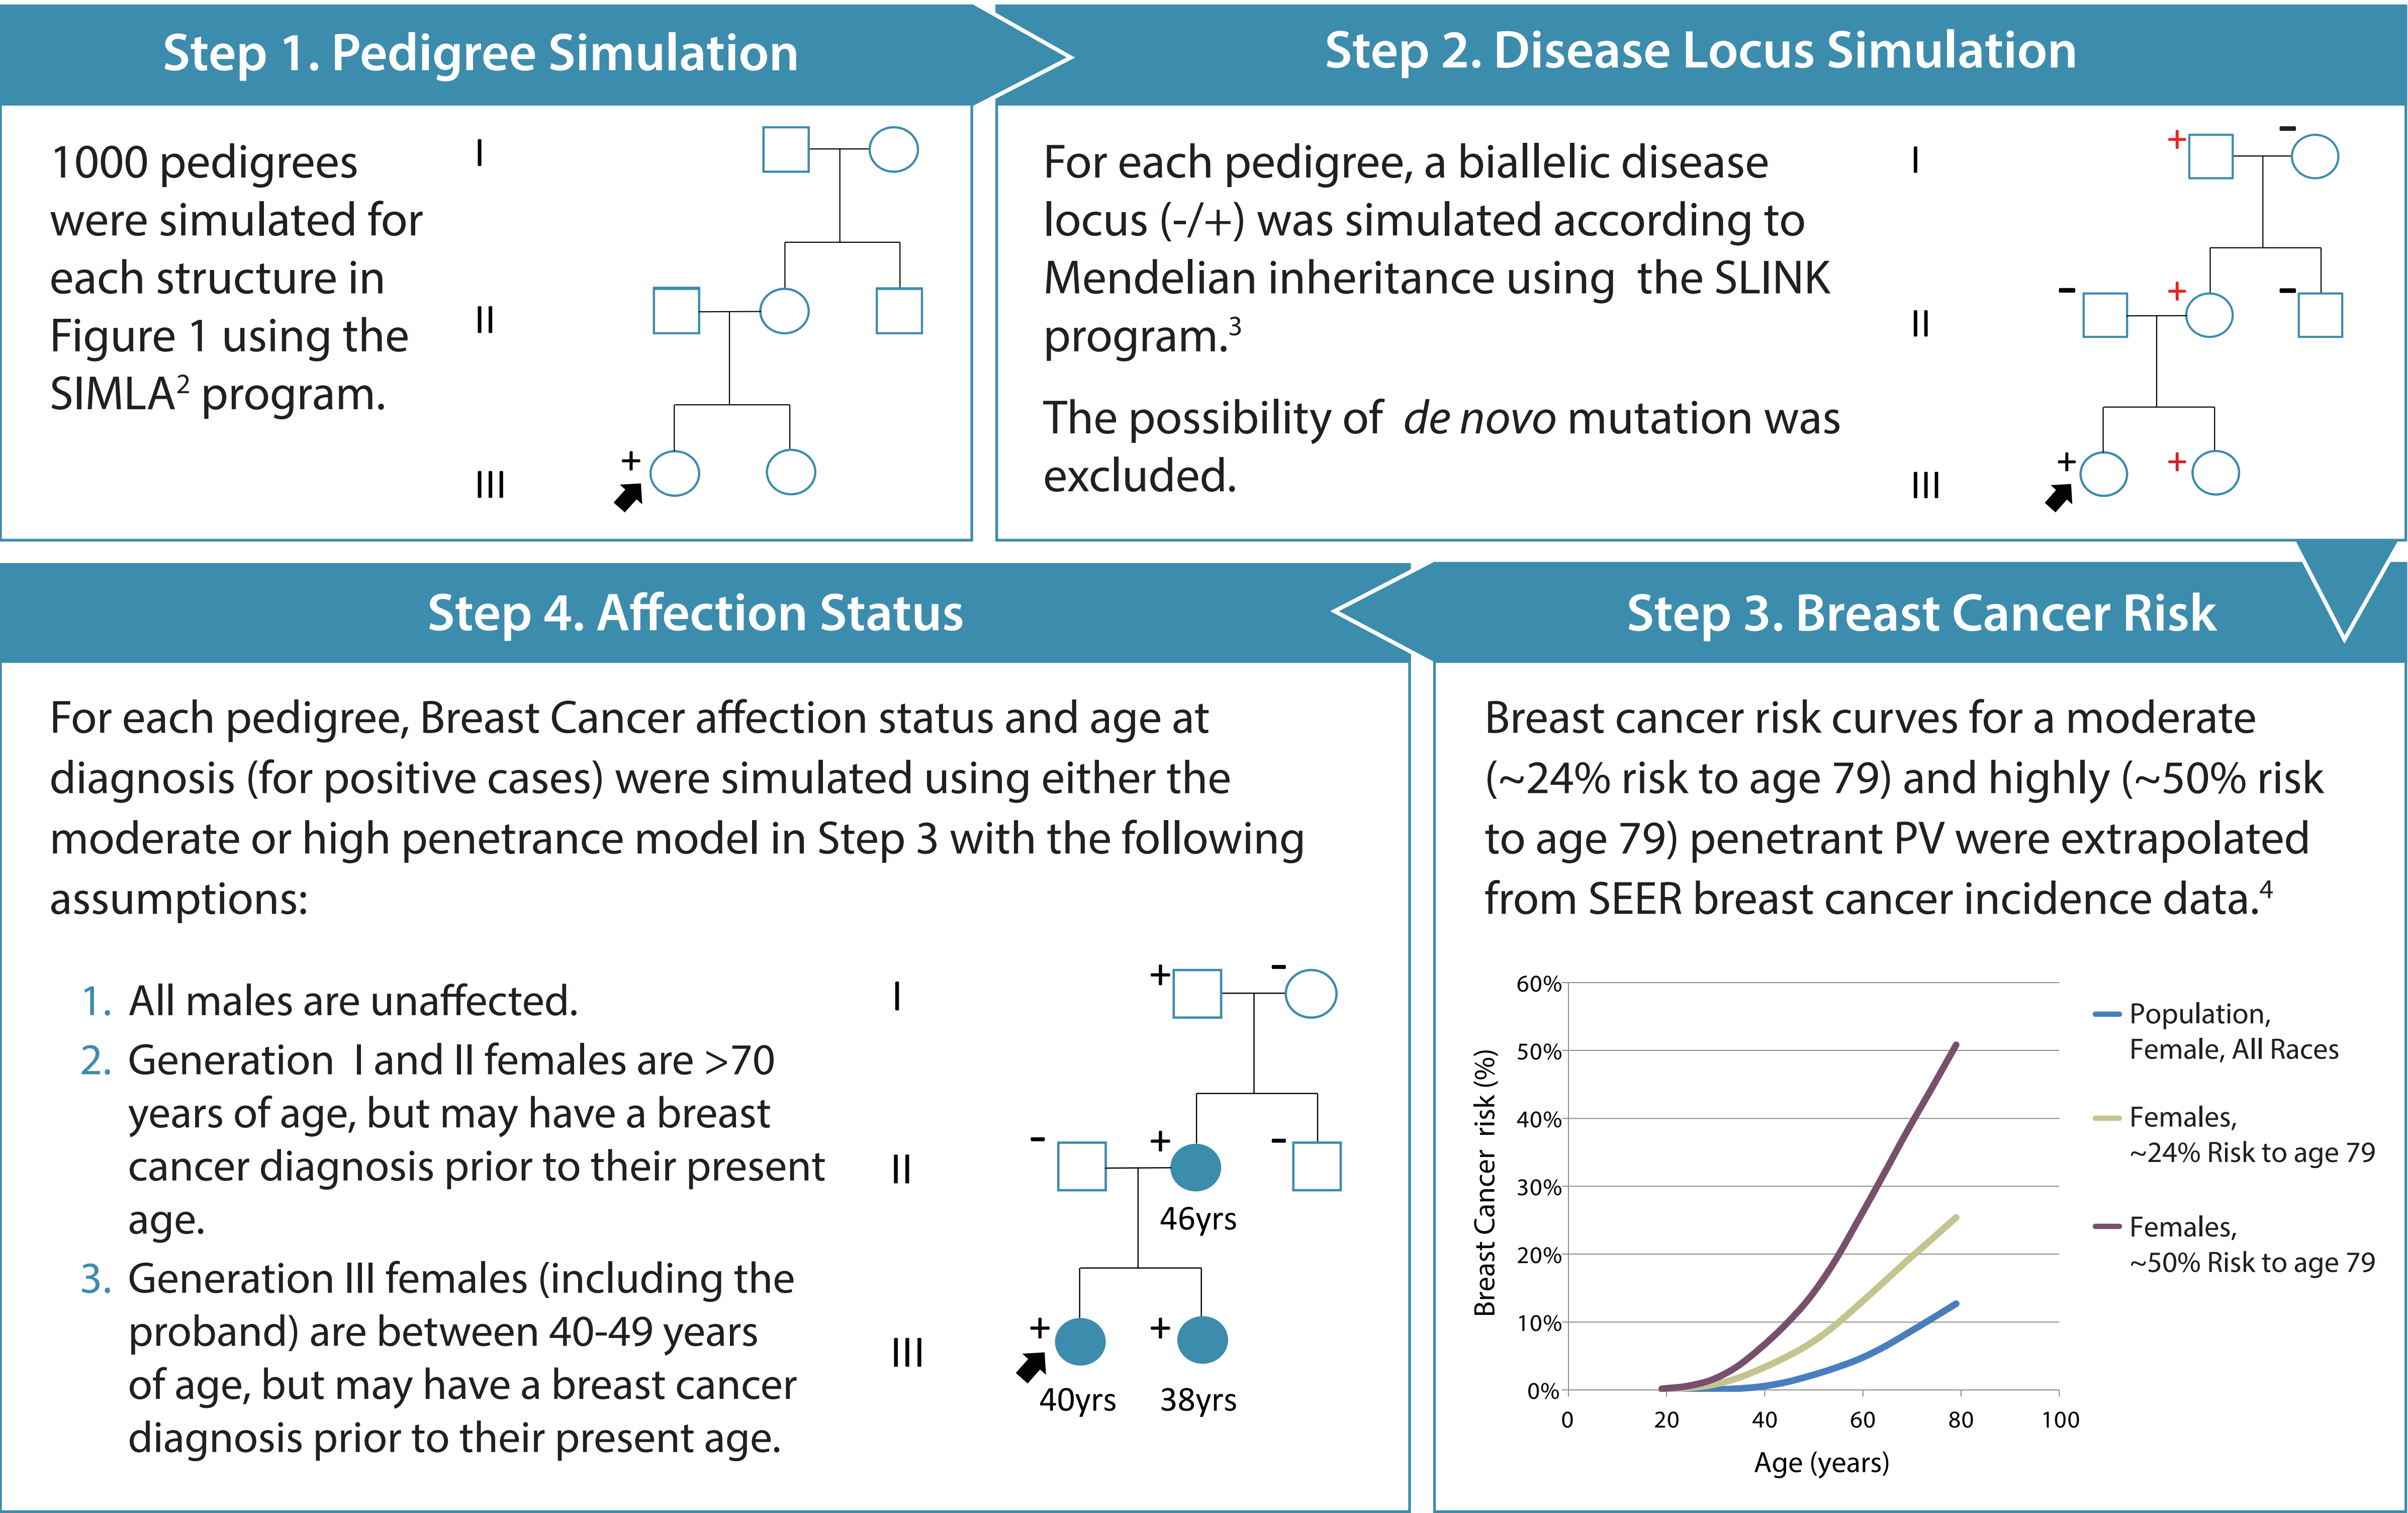 Step 1. Pedigree Simulation
1000 pedigrees
were simulated for
each structure in
Figure 1 using the
SIMLA² program.
I
II
III
+
Step 2. Disease Locus Simulation
For each pedigree, a biallelic disease
locus (-/+) was simulated according to
Mendelian inheritance using the SLINK
program.³
The possibility of de novo mutation was
excluded.
I
+ -
II
- + -
III
+ +
Step 3. Breast Cancer Risk
Breast cancer risk curves for a moderate
(~24% risk to age 79) and highly (~50% risk
to age 79) penetrant PV were extrapolated
from SEER breast cancer incidence data.⁴
Breast Cancer risk (%)
60%
50%
40%
30%
20%
10%
0%
0 20 40 60 80 100
Age (years)
Population,
Female, All Races
Females,
~24% Risk to age 79
Females,
~50% Risk to age 79
Step 4. Affection Status
For each pedigree, Breast Cancer affection status and age at
diagnosis (for positive cases) were simulated using either the
moderate or high penetrance model in Step 3 with the following
assumptions:
1. All males are unaffected.
2. Generation I and II females are >70
years of age, but may have a breast
cancer diagnosis prior to their present
age.
3. Generation III females (including the
proband) are between 40-49 years
of age, but may have a breast cancer
diagnosis prior to their present age.
I
+ -
II
- + -
46yrs
III
+ +
40yrs 38yrs